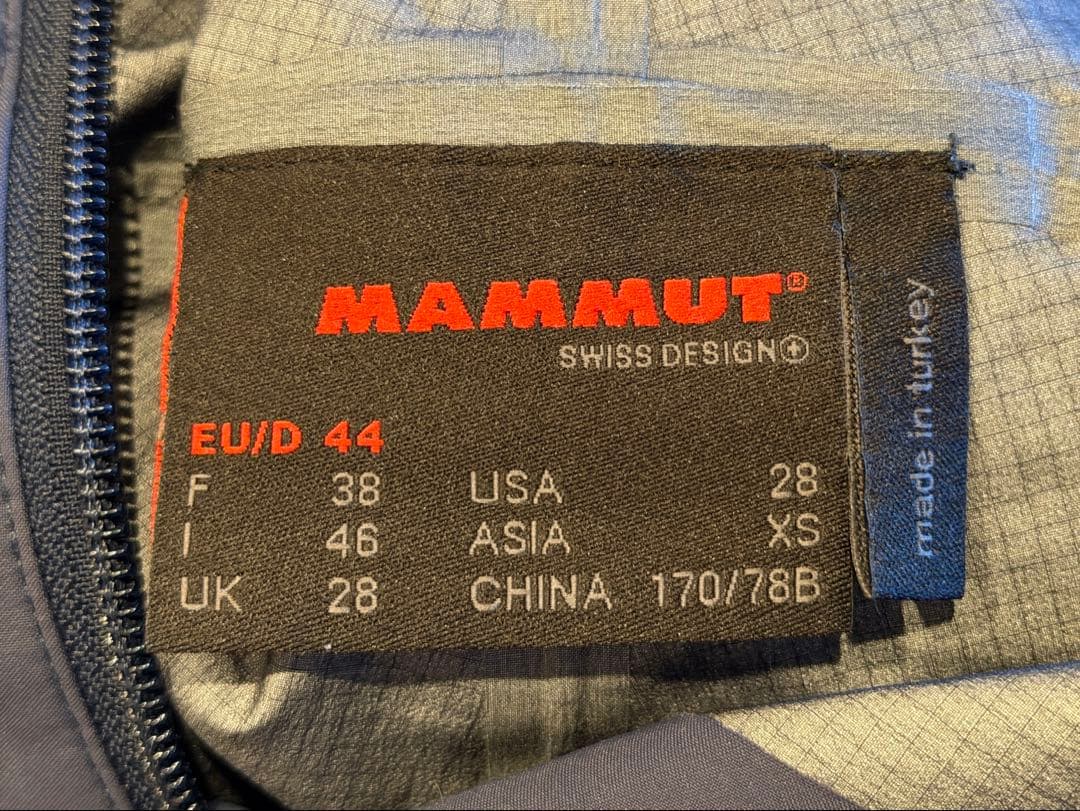 MAMMUT®
SWISS DESIGN
EU/D 44
F 38 USA 28
I 46 ASIA XS
UK 28 CHINA 170/78B
made in turkey